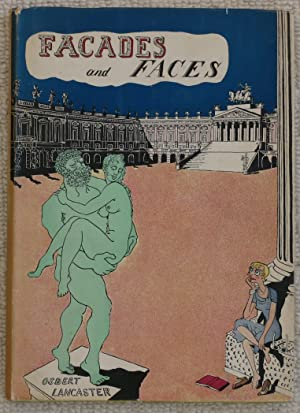 FACADES
and FACES
OSBERT
LANCASTER